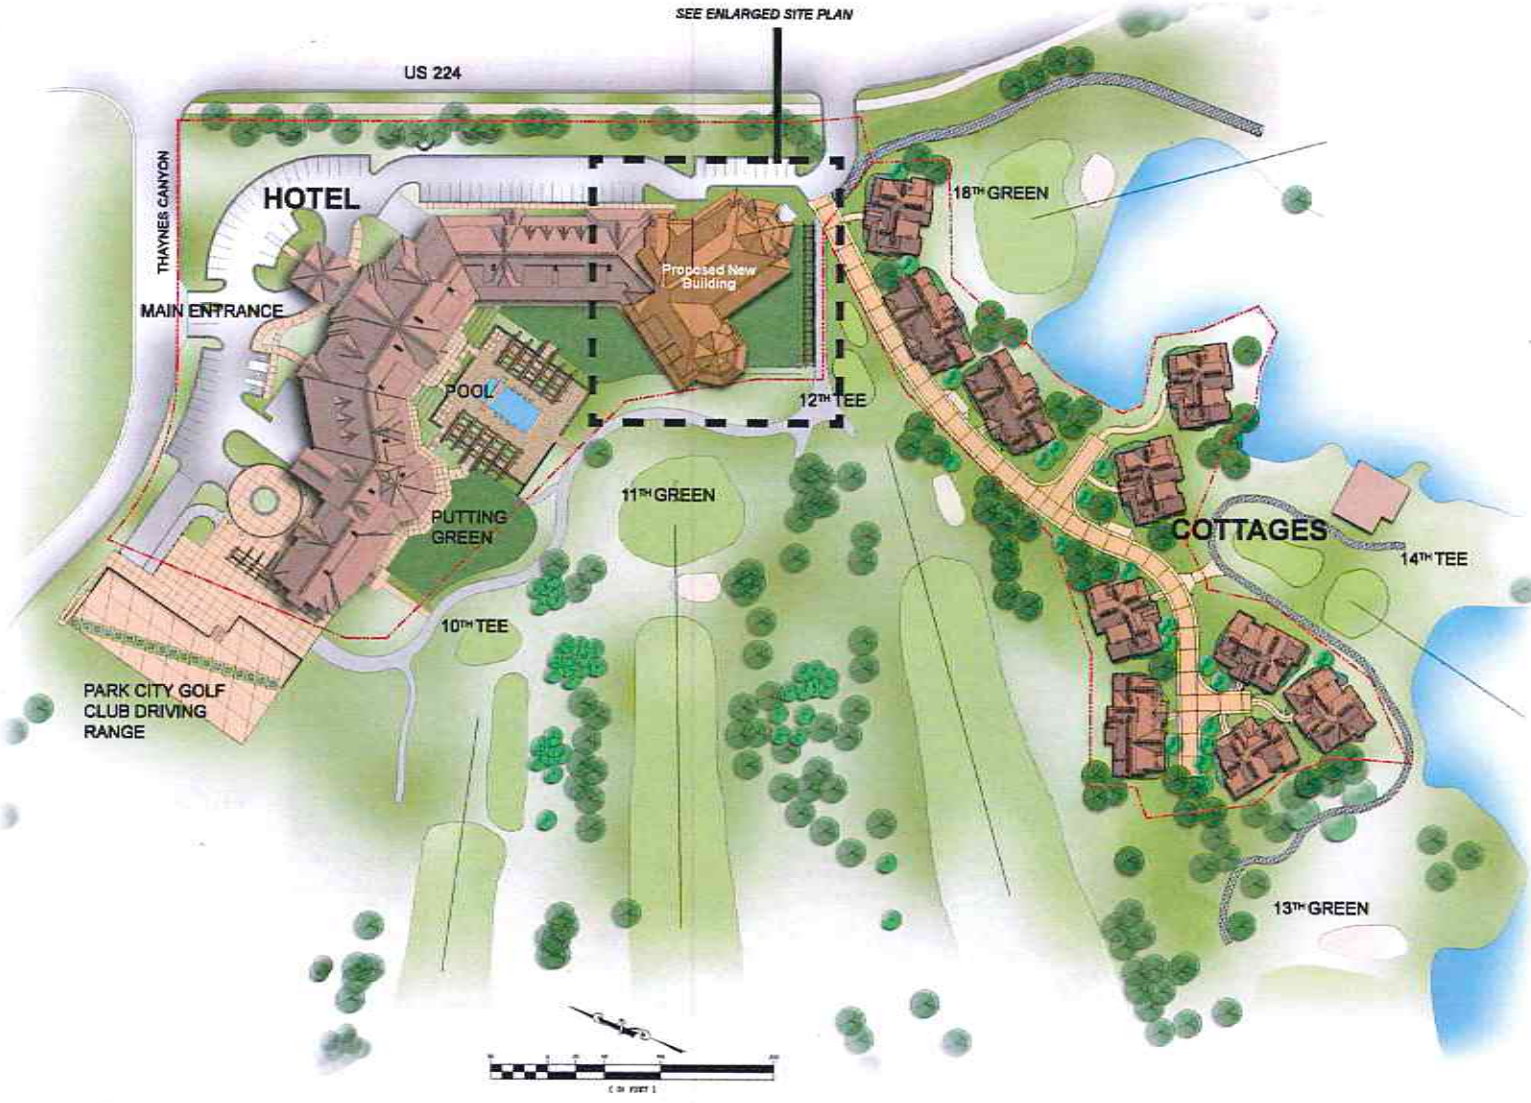 SEE ENLARGED SITE PLAN
US 224
THAYNES CANYON
HOTEL
18TH GREEN
Proposed New
Building
MAIN ENTRANCE
POOL
12TH TEE
11TH GREEN
PUTTING
GREEN
COTTAGES
14TH TEE
10TH TEE
PARK CITY GOLF
CLUB DRIVING
RANGE
13TH GREEN